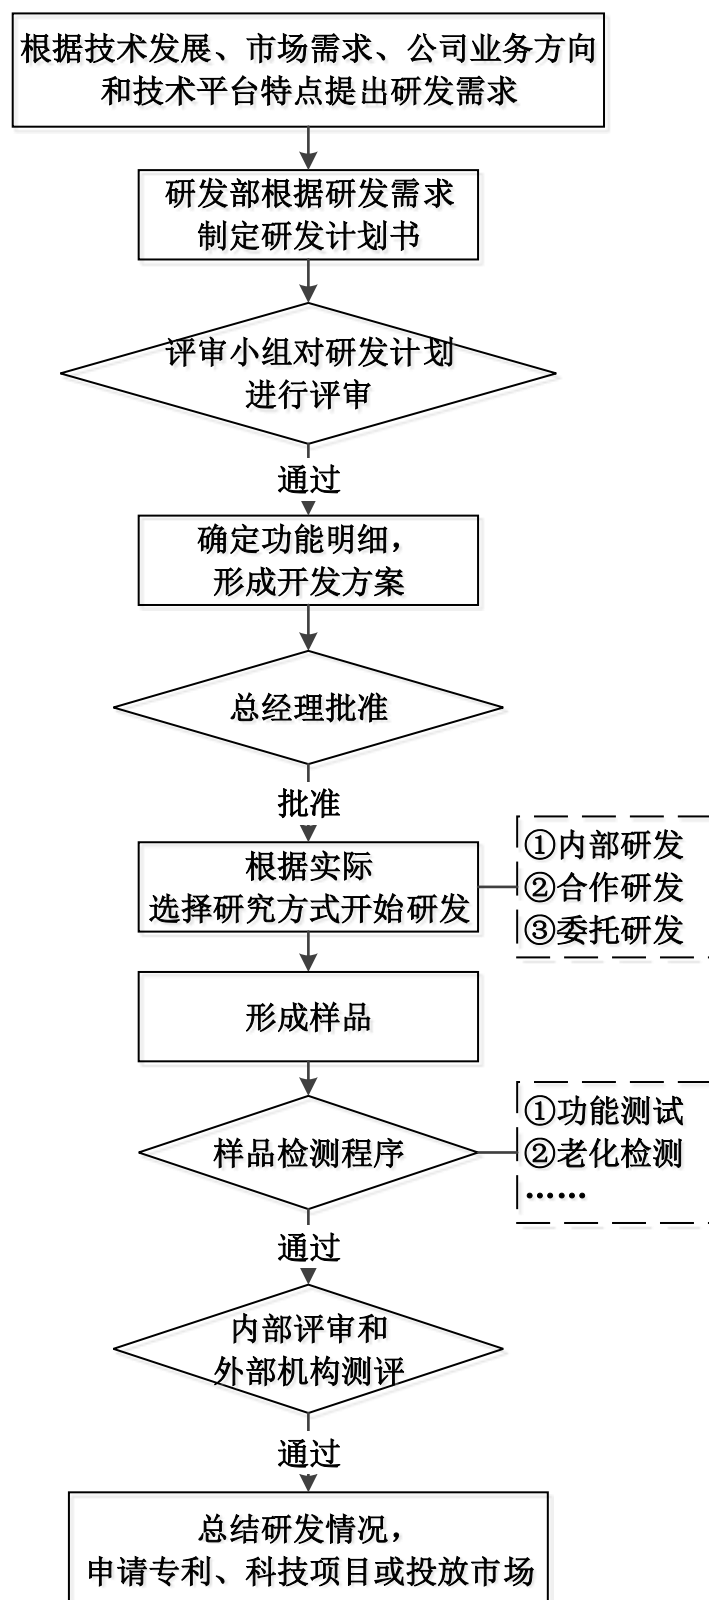 根据技术发展、市场需求、公司业务方向
和技术平台特点提出研发需求
研发部根据研发需求
制定研发计划书
评审小组对研发计划
进行评审
通过
确定功能明细，
形成开发方案
总经理批准
批准
根据实际
选择研究方式开始研发
①内部研发
②合作研发
③委托研发
形成样品
样品检测程序
①功能测试
②老化检测
……
通过
内部评审和
外部机构测评
通过
总结研发情况，
申请专利、科技项目或投放市场